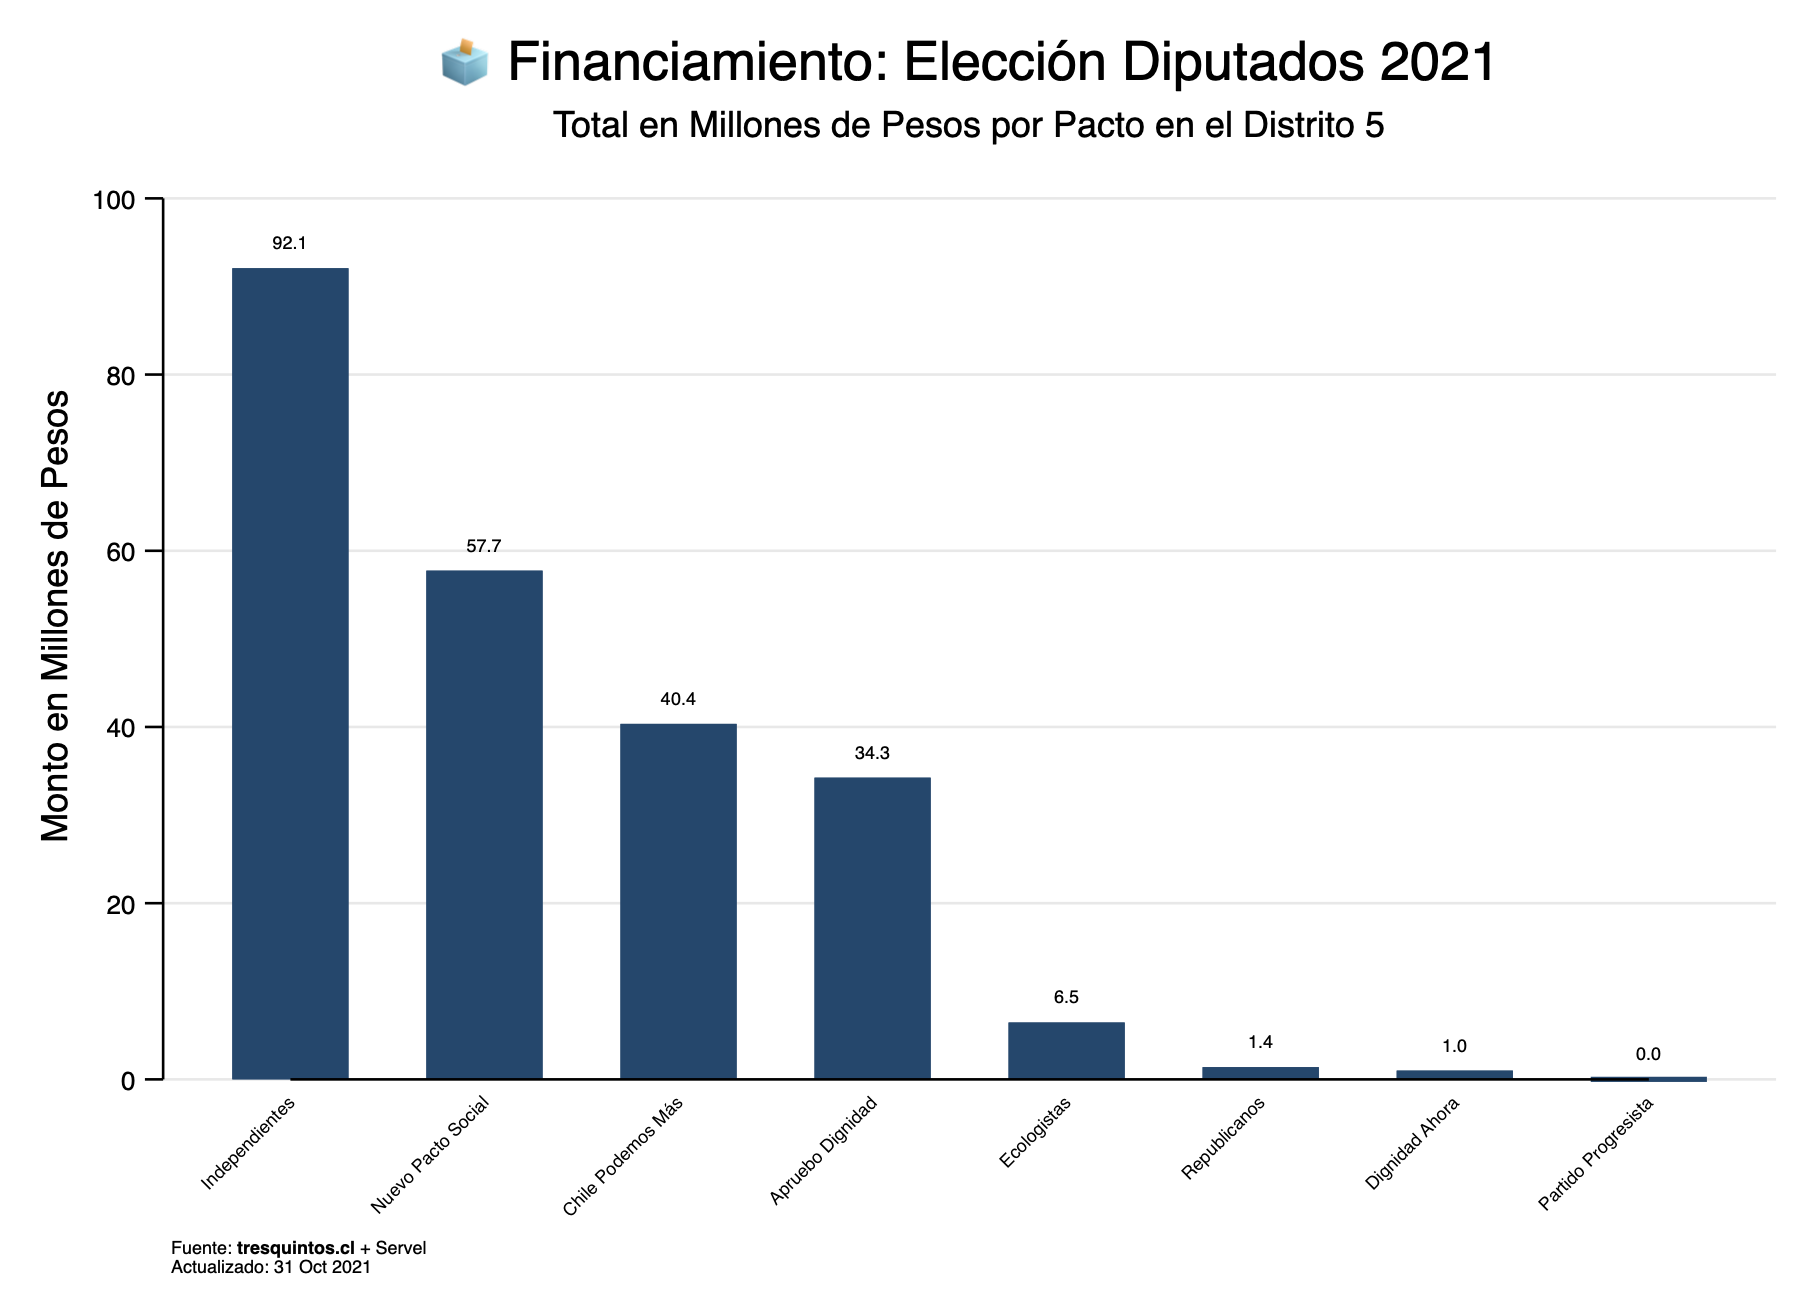 Financiamiento: Elección Diputados 2021
Total en Millones de Pesos por Pacto en el Distrito 5
Monto en Millones de Pesos
100
80
60
40
20
0
92.1
57.7
40.4
34.3
6.5
1.4
1.0
0.0
Independientes
Nuevo Pacto Social
Chile Podemos Más
Apruebo Dignidad
Ecologistas
Republicanos
Dignidad Ahora
Partido Progresista
Fuente: tresquintos.cl + Servel
Actualizado: 31 Oct 2021